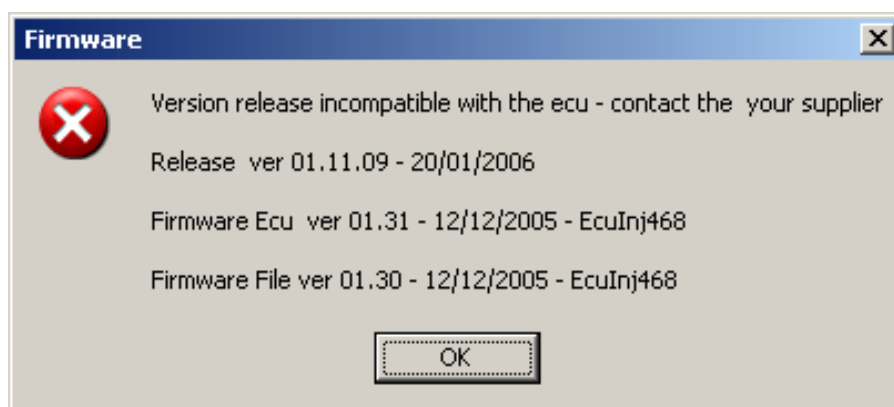 Firmware
Version release incompatible with the ecu - contact the  your supplier
Release  ver 01.11.09 - 20/01/2006
Firmware Ecu  ver 01.31 - 12/12/2005 - EcuInj468
Firmware File ver 01.30 - 12/12/2005 - EcuInj468
OK